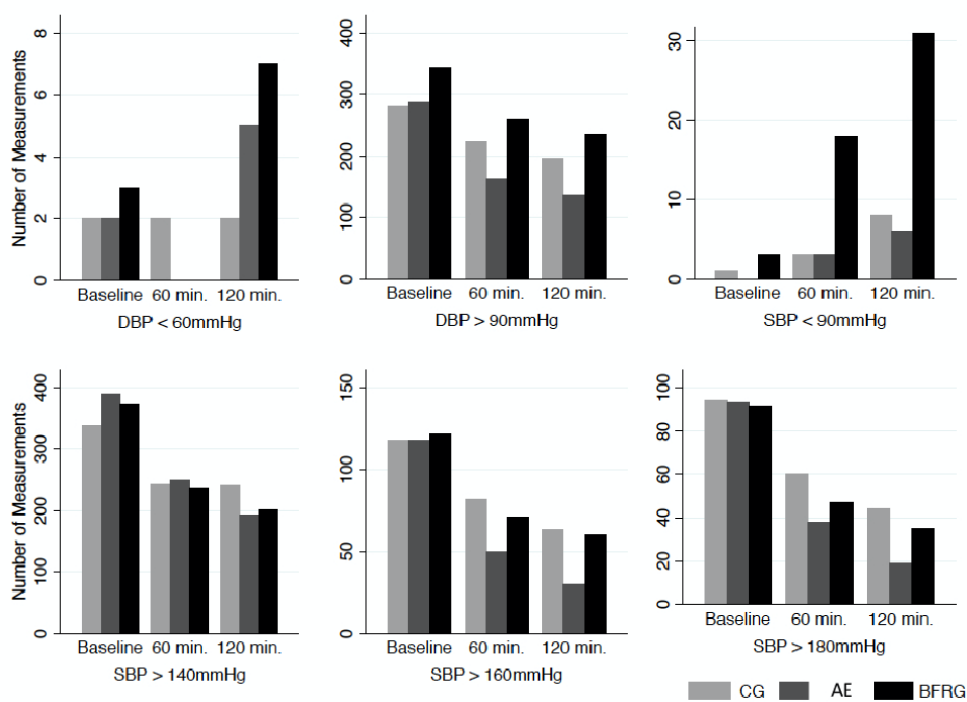 Number of Measurements
0 2 4 6 8
Baseline 60 min. 120 min.
DBP < 60mmHg
0 100 200 300 400
Baseline 60 min. 120 min.
DBP > 90mmHg
0 10 20 30
Baseline 60 min. 120 min.
SBP < 90mmHg
Number of Measurements
0 100 200 300 400
Baseline 60 min. 120 min.
SBP > 140mmHg
0 50 100 150
Baseline 60 min. 120 min.
SBP > 160mmHg
0 20 40 60 80 100
Baseline 60 min. 120 min.
SBP > 180mmHg
CG AE BFRG